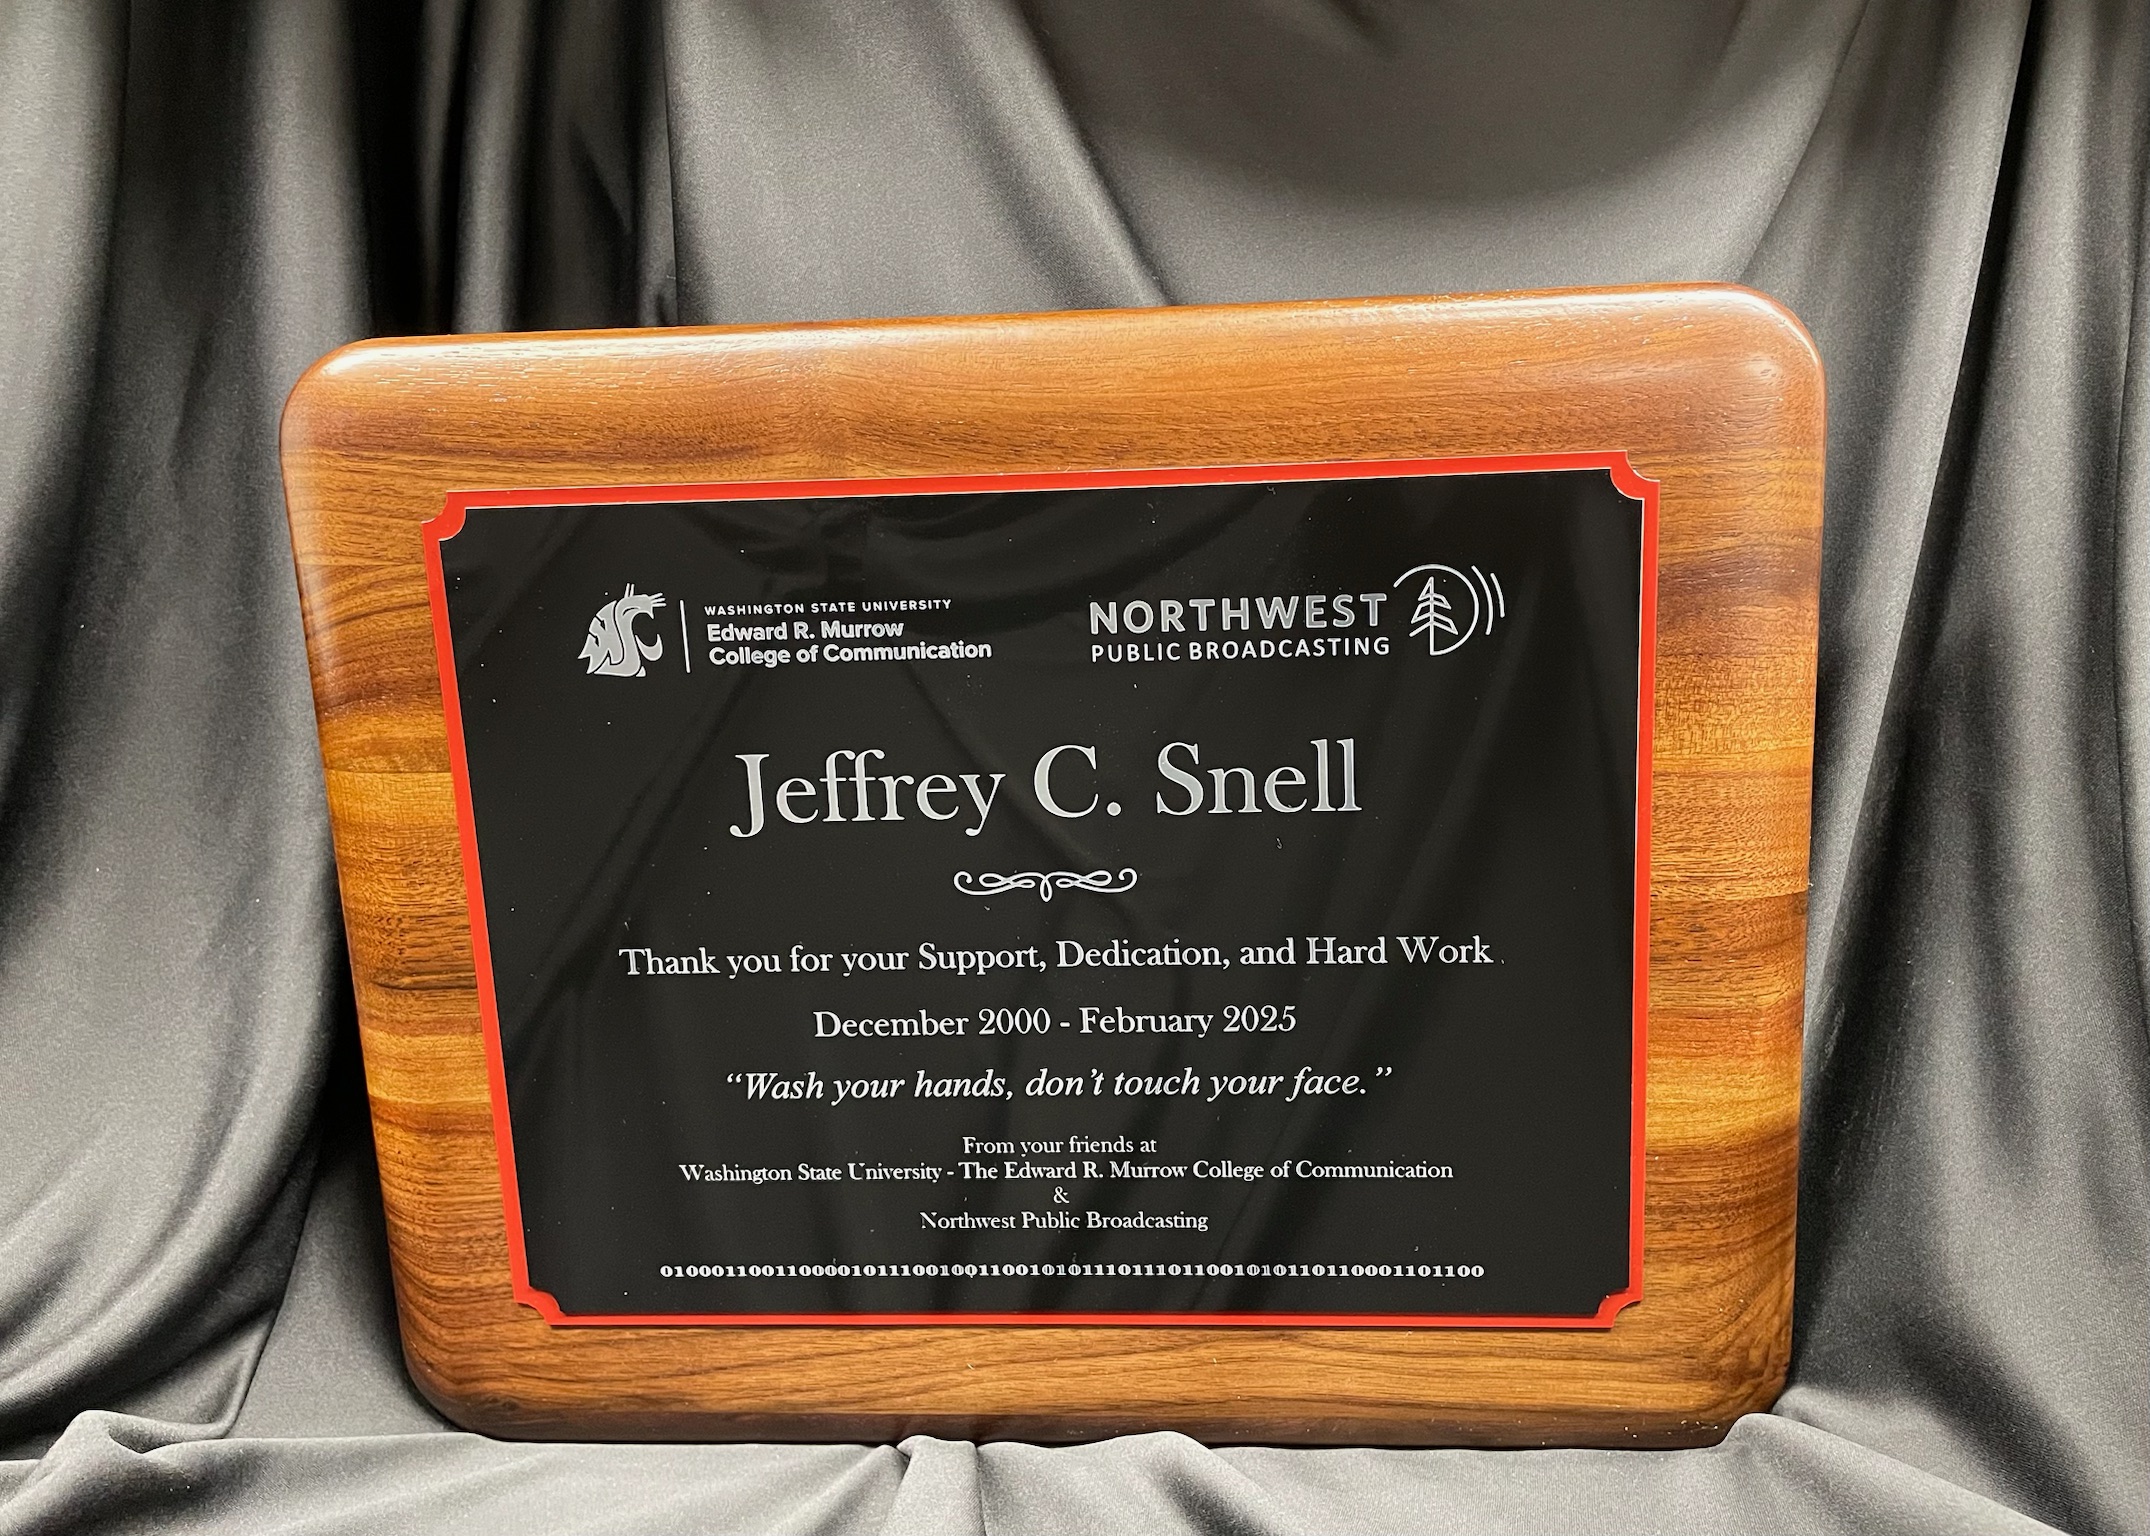 WASHINGTON STATE UNIVERSITY
Edward R. Murrow
College of Communication
NORTHWEST
PUBLIC BROADCASTING
Jeffrey C. Snell
Thank you for your Support, Dedication, and Hard Work
December 2000 - February 2025
“Wash your hands, don’t touch your face.”
From your friends at
Washington State University - The Edward R. Murrow College of Communication
&
Northwest Public Broadcasting
0100011001100001011100100110010101110111011001010110110001101100